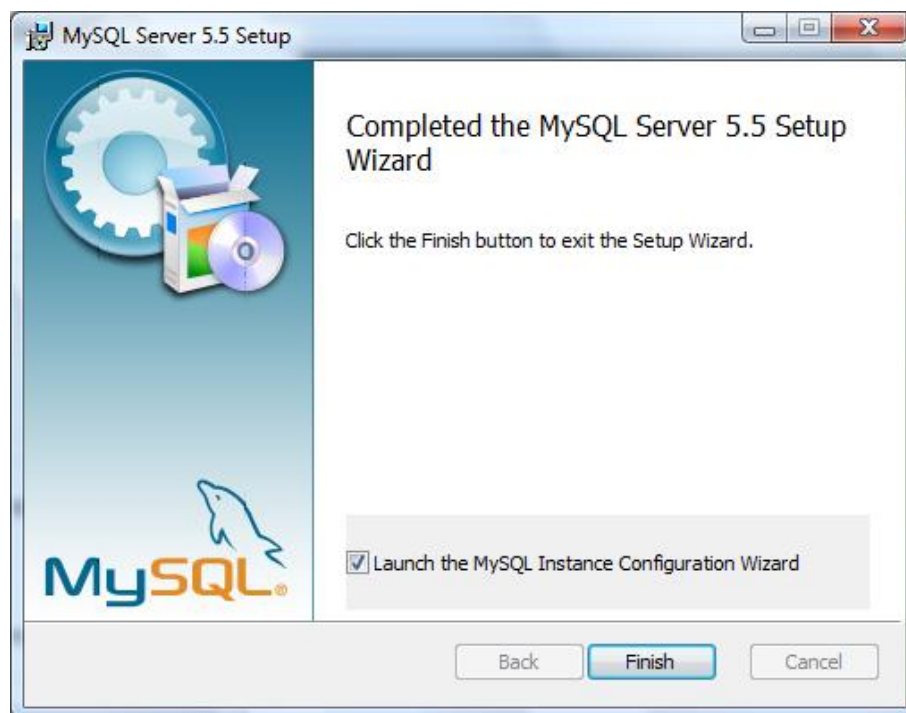 MySQL Server 5.5 Setup
Completed the MySQL Server 5.5 Setup
Wizard
Click the Finish button to exit the Setup Wizard.
MySQL®
Launch the MySQL Instance Configuration Wizard
Back
Finish
Cancel